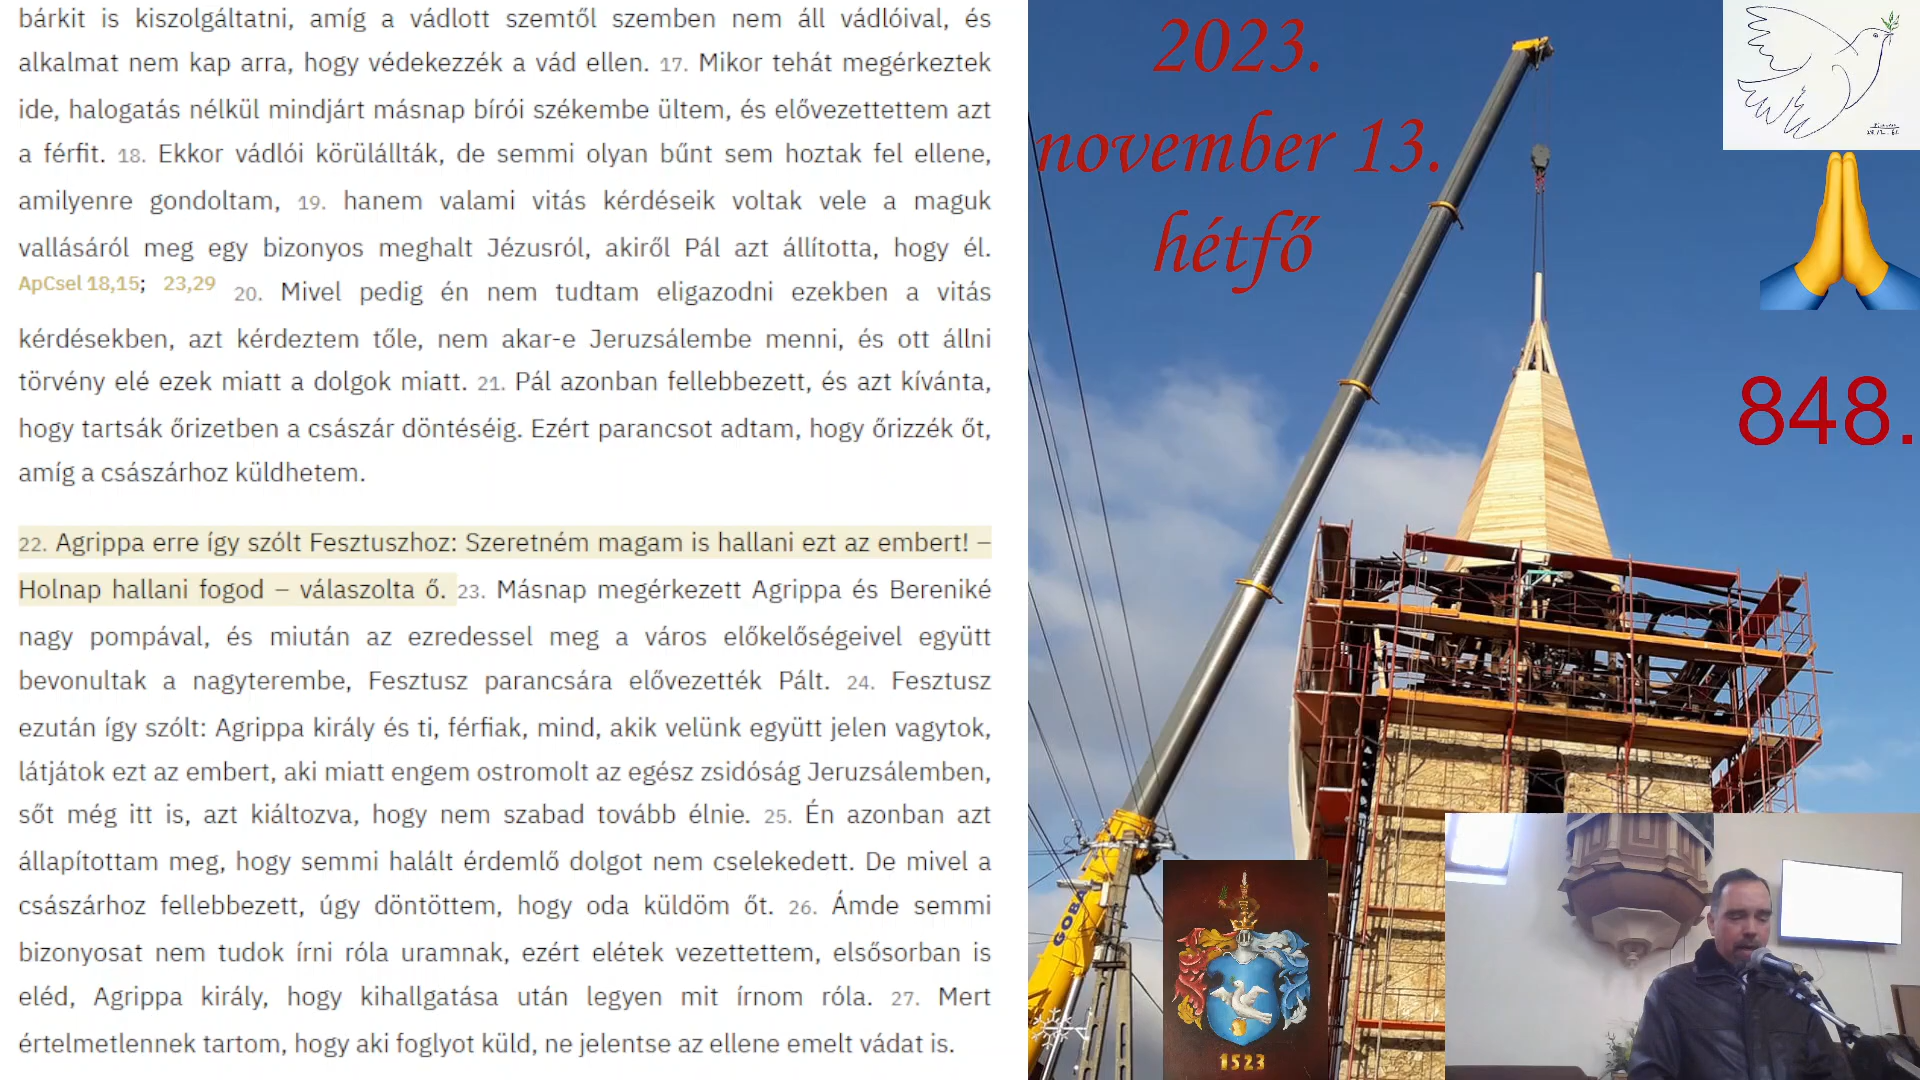 bárkit is kiszolgáltatni, amíg a vádlott szemtől szemben nem áll vádlóival, és
alkalmat nem kap arra, hogy védekezzék a vád ellen. 17. Mikor tehát megérkeztek
ide, halogatás nélkül mindjárt másnap bírói székembe ültem, és elővezettettem azt
a férfit. 18. Ekkor vádlói körülállták, de semmi olyan bűnt sem hoztak fel ellene,
amilyenre gondoltam, 19. hanem valami vitás kérdéseik voltak vele a maguk
vallásáról meg egy bizonyos meghalt Jézusról, akiről Pál azt állította, hogy él.
ApCsel 18,15; 23,29 20. Mivel pedig én nem tudtam eligazodni ezekben a vitás
kérdésekben, azt kérdeztem tőle, nem akar-e Jeruzsálembe menni, és ott állni
törvény elé ezek miatt a dolgok miatt. 21. Pál azonban fellebbezett, és azt kívánta,
hogy tartsák őrizetben a császár döntéséig. Ezért parancsot adtam, hogy őrizzék őt,
amíg a császárhoz küldhetem.
22. Agrippa erre így szólt Fesztuszhoz: Szeretném magam is hallani ezt az embert! –
Holnap hallani fogod – válaszolta ő. 23. Másnap megérkezett Agrippa és Bereniké
nagy pompával, és miután az ezredessel meg a város előkelőségeivel együtt
bevonultak a nagyterembe, Fesztusz parancsára elővezették Pált. 24. Fesztusz
ezután így szólt: Agrippa király és ti, férfiak, mind, akik velünk együtt jelen vagytok,
látjátok ezt az embert, aki miatt engem ostromolt az egész zsidóság Jeruzsálemben,
sőt még itt is, azt kiáltozva, hogy nem szabad tovább élnie. 25. Én azonban azt
állapítottam meg, hogy semmi halált érdemlő dolgot nem cselekedett. De mivel a
császárhoz fellebbezett, úgy döntöttem, hogy oda küldöm őt. 26. Ámde semmi
bizonyosat nem tudok írni róla uramnak, ezért elétek vezettettem, elsősorban is
eléd, Agrippa király, hogy kihallgatása után legyen mit írnom róla. 27. Mert
értelmetlennek tartom, hogy aki foglyot küld, ne jelentse az ellene emelt vádat is.
2023.
november 13.
hétfő
848.
1523